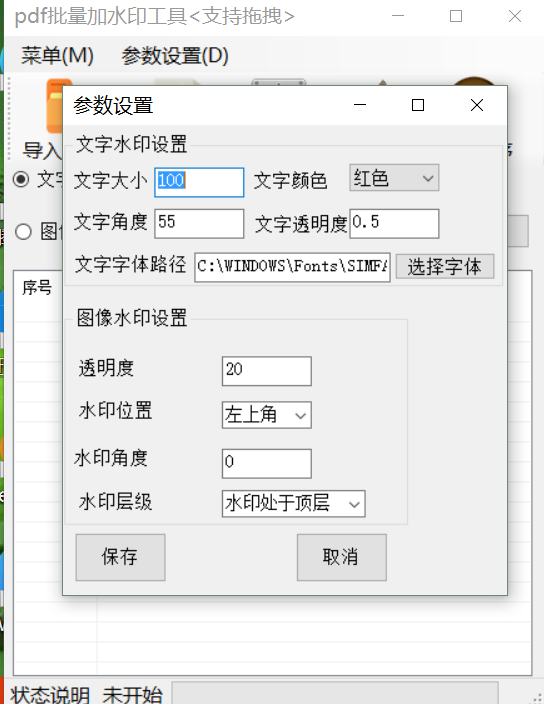 pdf批量加水印工具<支持拖拽>
菜单(M) 参数设置(D)
参数设置
导入
文字水印设置
文字
文字大小 100 文字颜色 红色
文字角度 55 文字透明度 0.5
文字字体路径 C:\WINDOWS\Fonts\SIMFA 选择字体
序号
图像水印设置
透明度 20
水印位置 左上角
水印角度 0
水印层级 水印处于顶层
保存 取消
状态说明 未开始